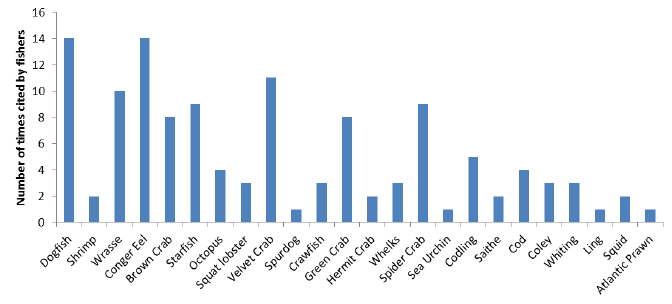 Number of times cited by fishers
16
14
12
10
8
6
4
2
0
Dogfish
Shrimp
Wrasse
Conger Eel
Brown Crab
Starfish
Octopus
Squat lobster
Velvet Crab
Spurdog
Crawfish
Green Crab
Hermit Crab
Whelks
Spider Crab
Sea Urchin
Codling
Saithe
Cod
Coley
Whiting
Ling
Squid
Atlantic Prawn